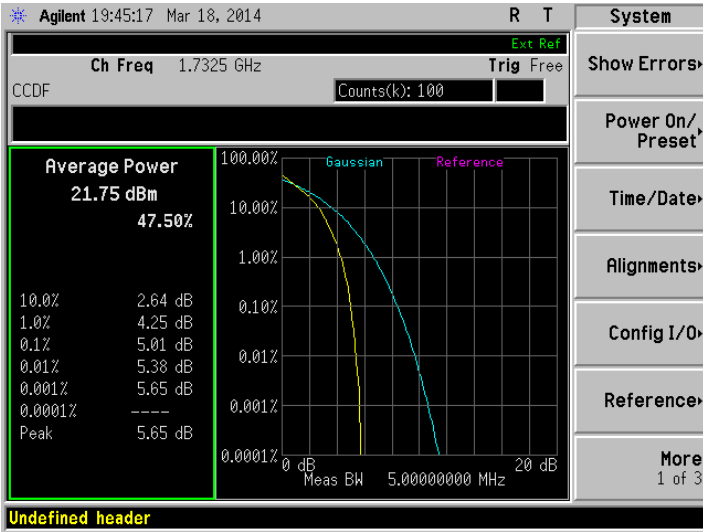 Agilent 19:45:17 Mar 18, 2014 R T
Ext Ref
Ch Freq 1.7325 GHz Trig Free
CCDF Counts(k): 100
Average Power
21.75 dBm
47.50%
10.0% 2.64 dB
1.0% 4.25 dB
0.1% 5.01 dB
0.01% 5.38 dB
0.001% 5.65 dB
0.0001% ----
Peak 5.65 dB
100.00% Gaussian Reference
10.00%
1.00%
0.10%
0.01%
0.001%
0.0001%
0 dB 20 dB
Meas BW 5.00000000 MHz
System
Show Errors
Power On/
Preset
Time/Date
Alignments
Config I/O
Reference
More
1 of 3
Undefined header